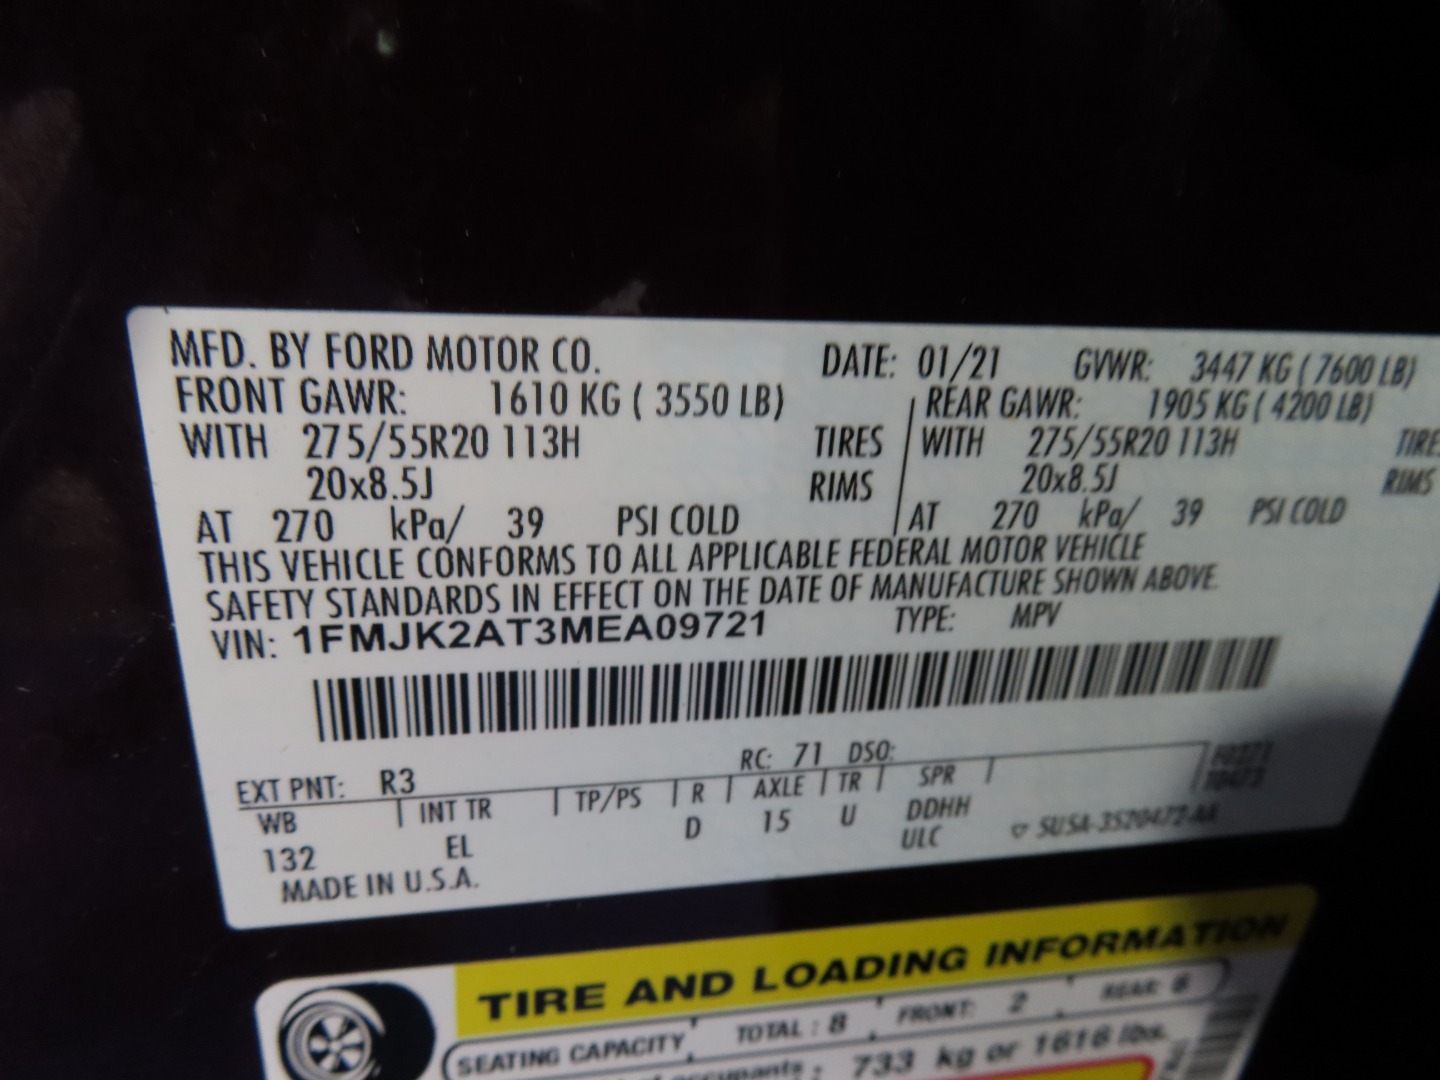 MFD. BY FORD MOTOR CO. DATE: 01/21 GVWR: 3447 KG ( 7600 LB)
FRONT GAWR: 1610 KG ( 3550 LB) REAR GAWR: 1905 KG ( 4200 LB)
WITH 275/55R20 113H TIRES WITH 275/55R20 113H TIRE
20x8.5J RIMS 20x8.5J RIMS
AT 270 kPa/ 39 PSI COLD AT 270 kPa/ 39 PSI COLD
THIS VEHICLE CONFORMS TO ALL APPLICABLE FEDERAL MOTOR VEHICLE
SAFETY STANDARDS IN EFFECT ON THE DATE OF MANUFACTURE SHOWN ABOVE.
VIN: 1FMJK2AT3MEA09721 TYPE: MPV
RC: 71 DSO:
EXT PNT: R3
WB INT TR TP/PS R AXLE TR SPR
132 EL D 15 U DDHH
ULC
MADE IN U.S.A.
TIRE AND LOADING INFORMATION
SEATING CAPACITY TOTAL : 8 FRONT: 2 REAR: 6
733 kg or 1616 lbs.